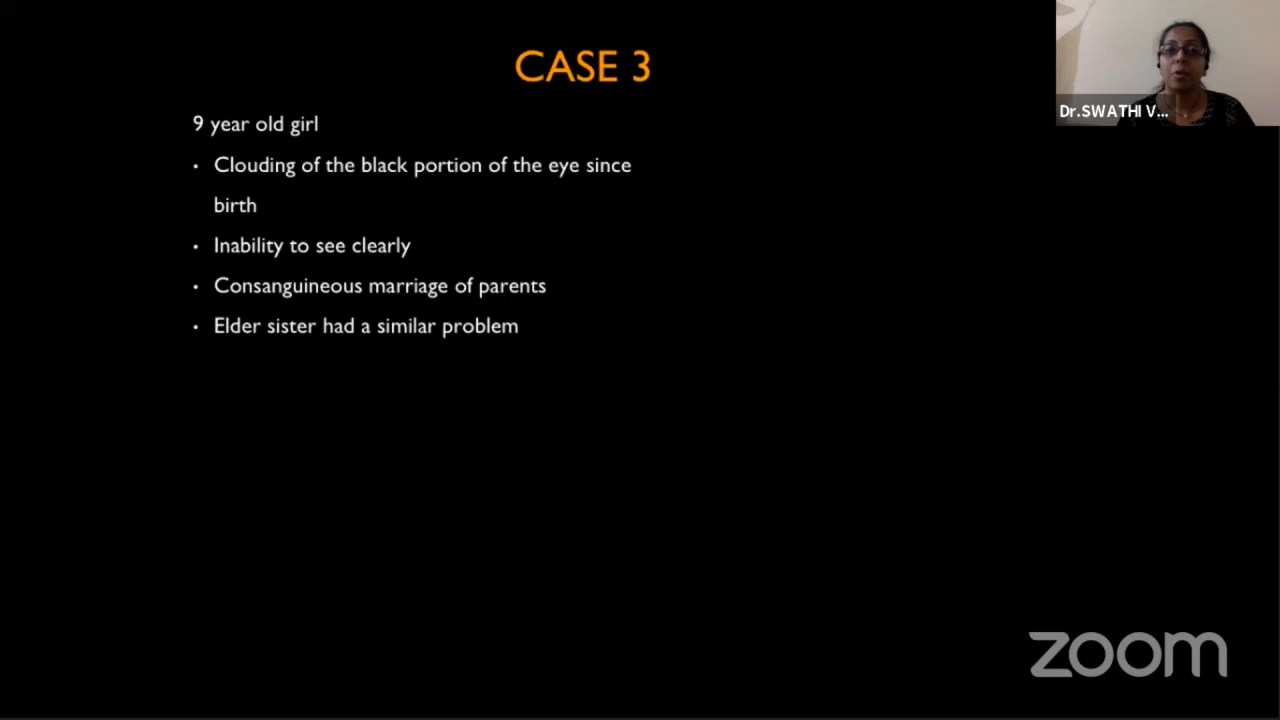 CASE 3
9 year old girl
• Clouding of the black portion of the eye since
birth
• Inability to see clearly
• Consanguineous marriage of parents
• Elder sister had a similar problem
Dr.SWATHI V...
zoom